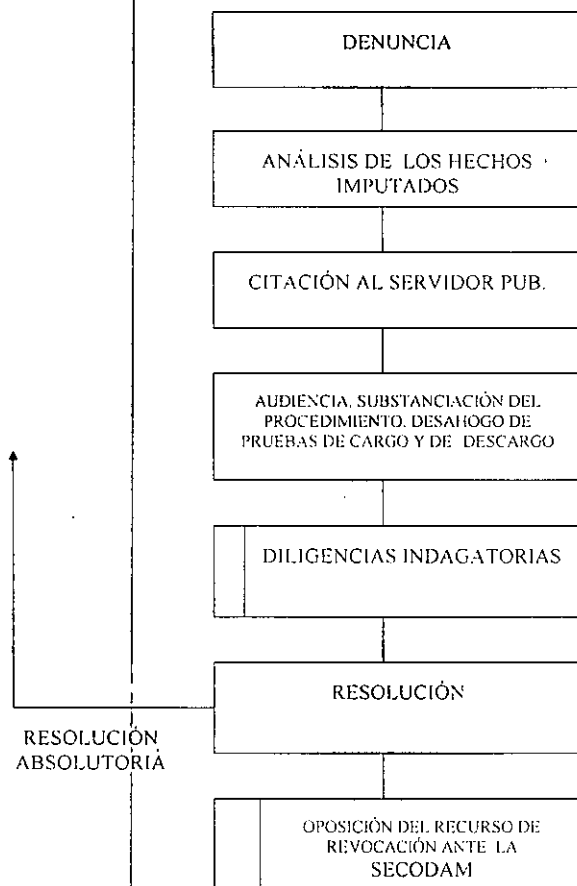 DENUNCIA
ANÁLISIS DE LOS HECHOS
IMPUTADOS
CITACIÓN AL SERVIDOR PUB.
AUDIENCIA, SUBSTANCIACIÓN DEL
PROCEDIMIENTO, DESAHOGO DE
PRUEBAS DE CARGO Y DE DESCARGO
DILIGENCIAS INDAGATORIAS
RESOLUCIÓN
RESOLUCIÓN
ABSOLUTORIA
OPOSICIÓN DEL RECURSO DE
REVOCACIÓN ANTE LA
SECODAM